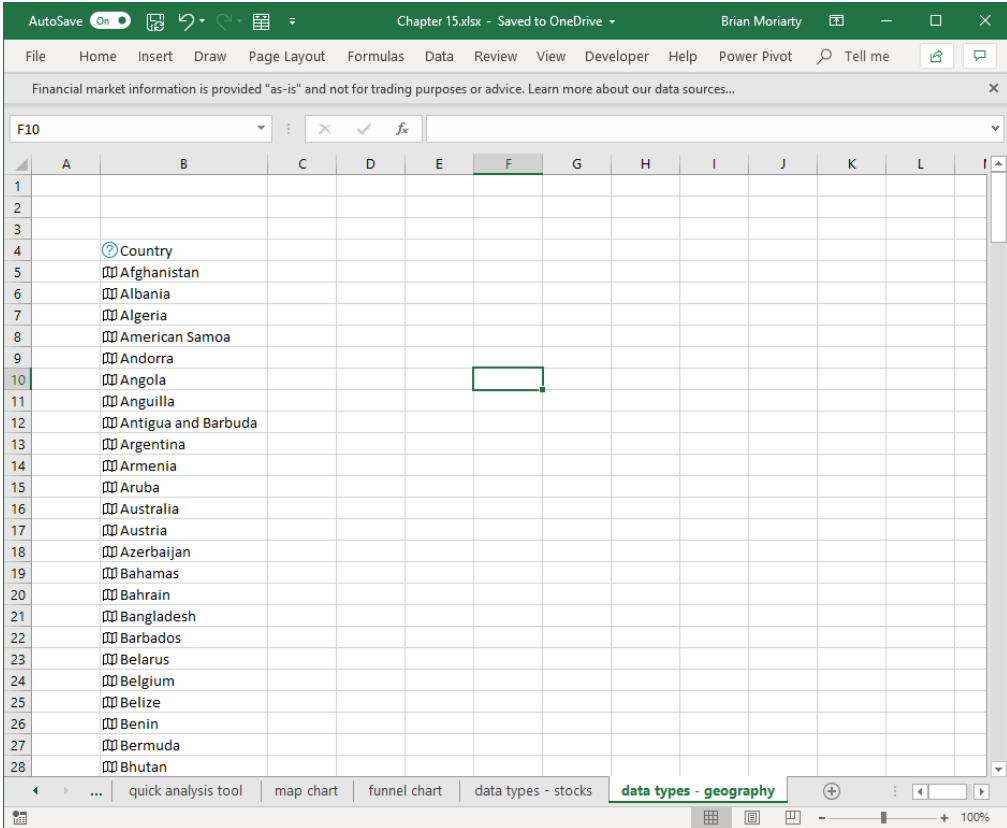 AutoSave On Chapter 15.xlsx - Saved to OneDrive Brian Moriarty
File Home Insert Draw Page Layout Formulas Data Review View Developer Help Power Pivot Tell me
Financial market information is provided "as-is" and not for trading purposes or advice. Learn more about our data sources...
F10 fx
A B C D E F G H I J K L
1
2
3
4 Country
5 Afghanistan
6 Albania
7 Algeria
8 American Samoa
9 Andorra
10 Angola
11 Anguilla
12 Antigua and Barbuda
13 Argentina
14 Armenia
15 Aruba
16 Australia
17 Austria
18 Azerbaijan
19 Bahamas
20 Bahrain
21 Bangladesh
22 Barbados
23 Belarus
24 Belgium
25 Belize
26 Benin
27 Bermuda
28 Bhutan
... quick analysis tool map chart funnel chart data types - stocks data types - geography
100%